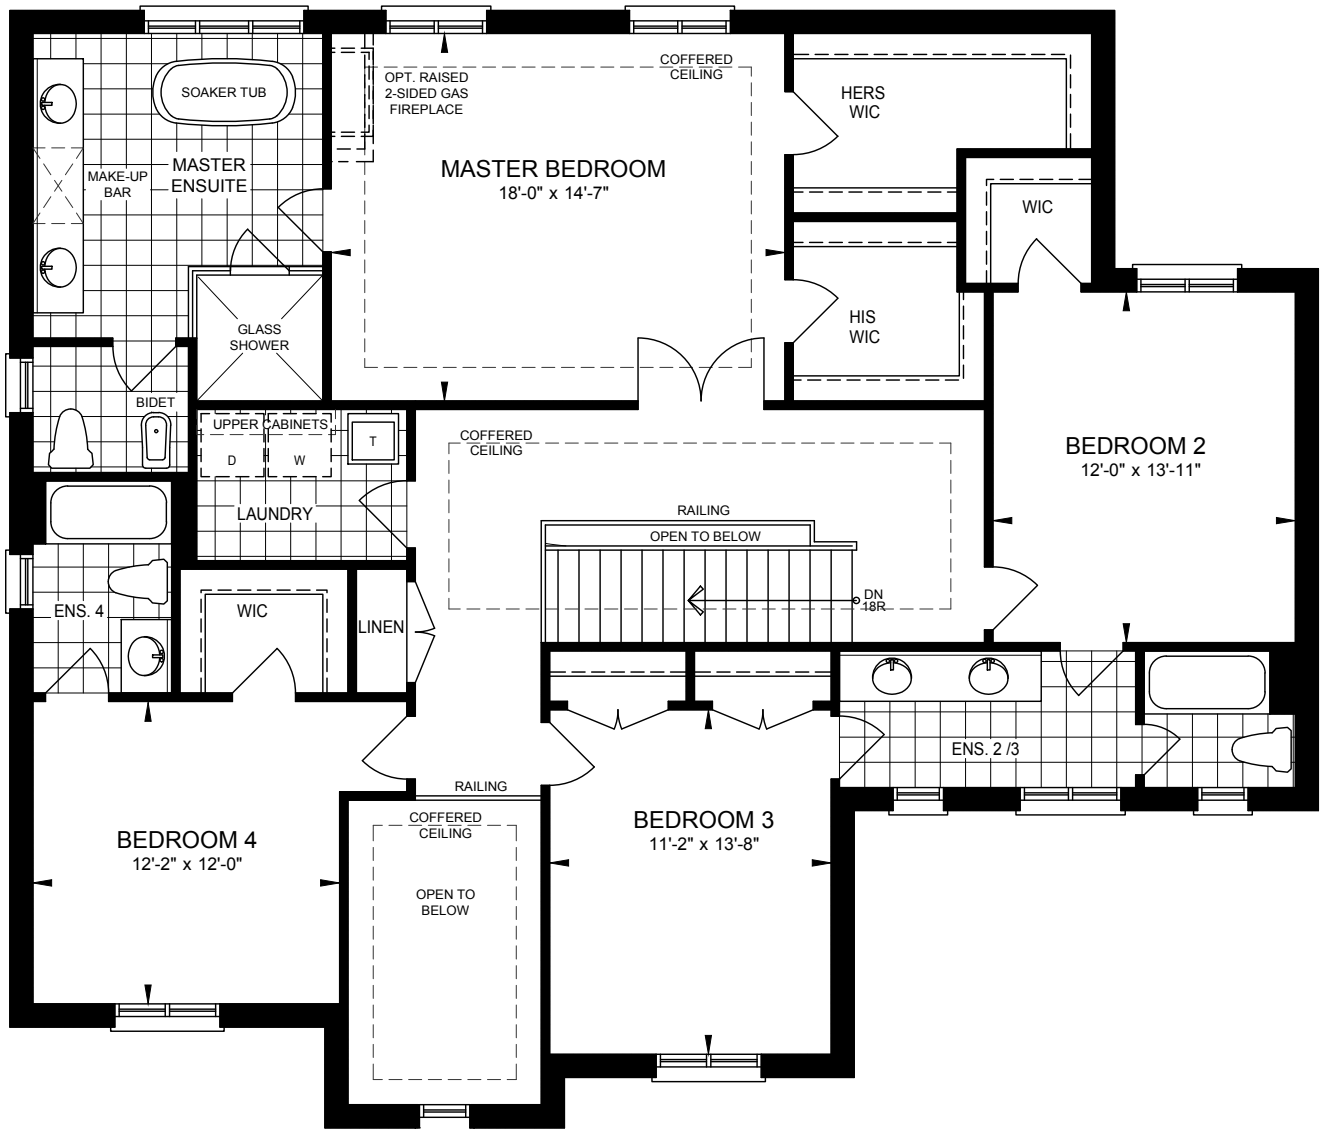 SOAKER TUB
MASTER
ENSUITE
MAKE-UP
BAR
GLASS
SHOWER
BIDET
OPT. RAISED
2-SIDED GAS
FIREPLACE
COFFERED
CEILING
MASTER BEDROOM
18'-0" x 14'-7"
HERS
WIC
HIS
WIC
WIC
BEDROOM 2
12'-0" x 13'-11"
UPPER CABINETS
D
W
T
LAUNDRY
COFFERED
CEILING
RAILING
OPEN TO BELOW
DN
18R
ENS. 4
WIC
LINEN
ENS. 2 /3
RAILING
COFFERED
CEILING
OPEN TO
BELOW
BEDROOM 4
12'-2" x 12'-0"
BEDROOM 3
11'-2" x 13'-8"